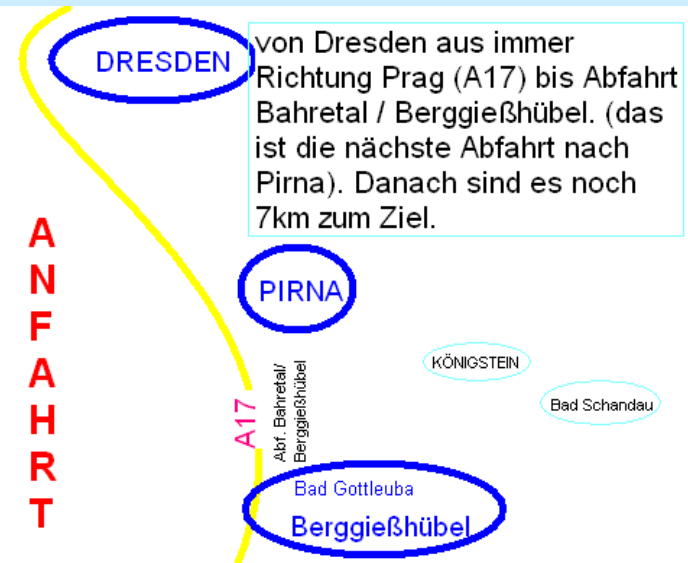 DRESDEN
von Dresden aus immer
Richtung Prag (A17) bis Abfahrt
Bahretal / Berggießhübel. (das
ist die nächste Abfahrt nach
Pirna). Danach sind es noch
7km zum Ziel.
ANFAHRT
PIRNA
KÖNIGSTEIN
Bad Schandau
A17
Abf. Bahretal/
Berggießhübel
Bad Gottleuba
Berggießhübel